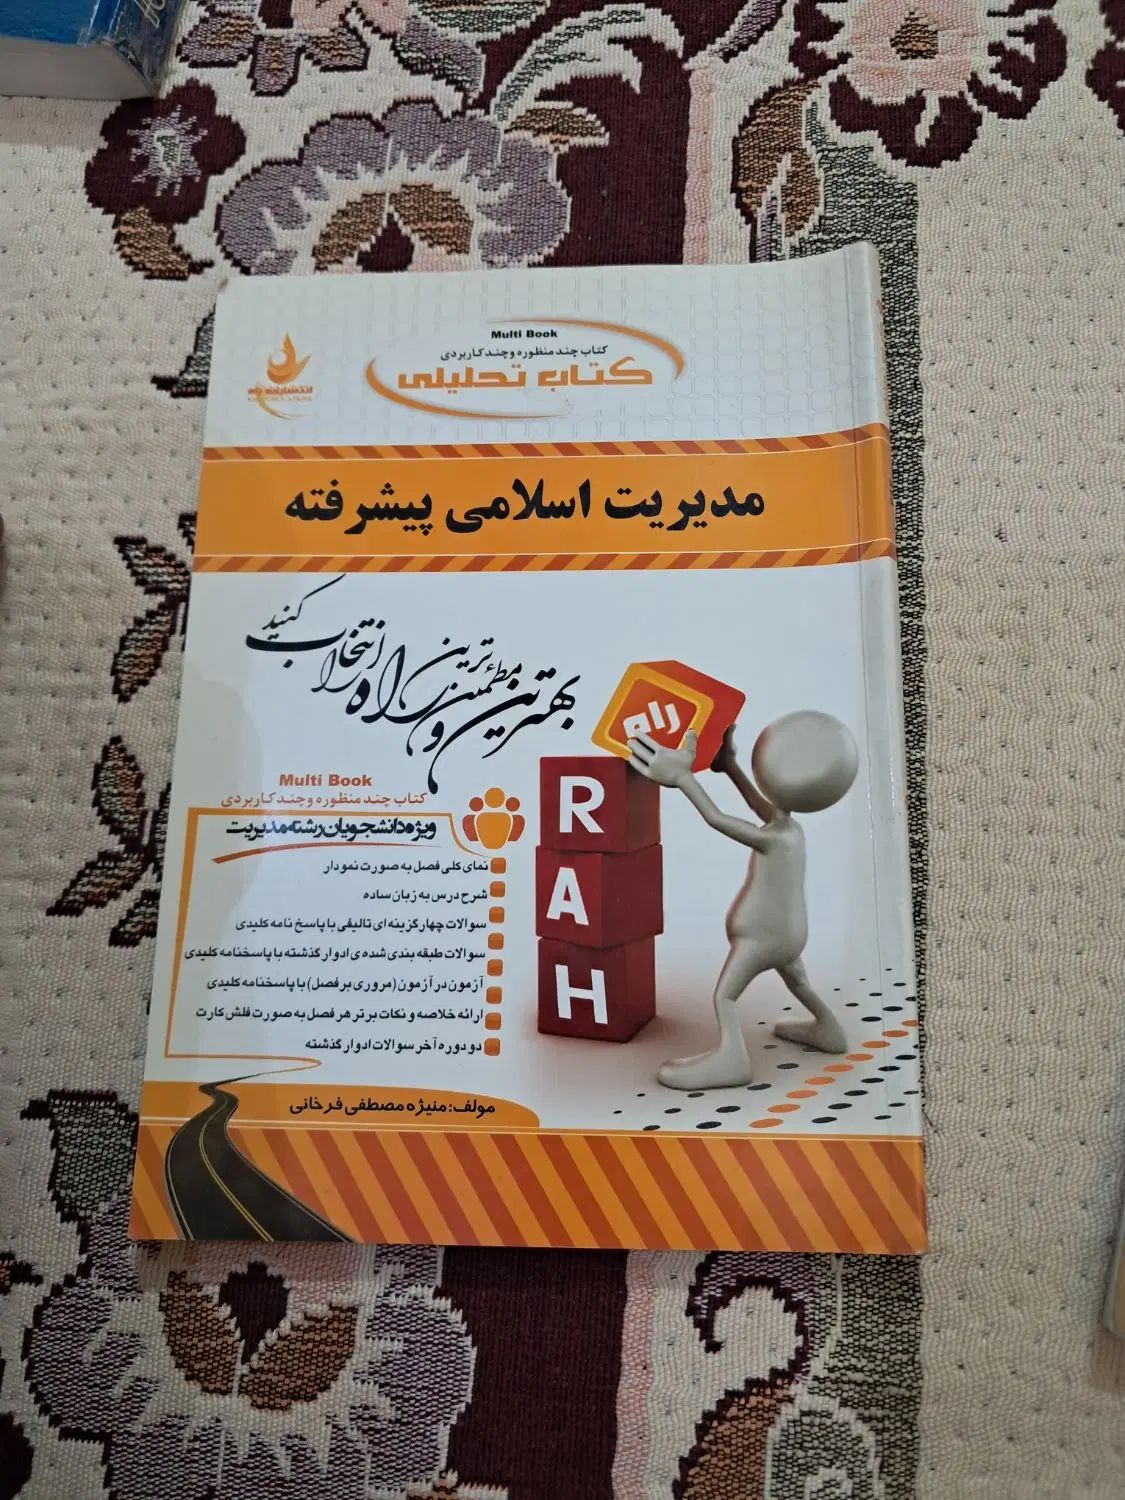 Multi Book
کتاب چند منظوره و چند کاربردی
کتاب تحلیلی
انتشارات راه
مدیریت اسلامی پیشرفته
بهترین و مطمئن ترین راه را انتخاب کنید
راه
R
A
H
Multi Book
کتاب چند منظوره و چند کاربردی
ویژه دانشجویان رشته مدیریت
نمای کلی فصل به صورت نمودار
شرح درس به زبان ساده
سوالات چهارگزینه ای تالیفی با پاسخ نامه کلیدی
سوالات طبقه بندی شده ی ادوار گذشته با پاسخنامه کلیدی
آزمون در آزمون (مروری بر فصل) با پاسخنامه کلیدی
ارائه خلاصه و نکات برتر هر فصل به صورت فلش کارت
دو دوره آخر سوالات ادوار گذشته
مولف: منیژه مصطفی فرخانی